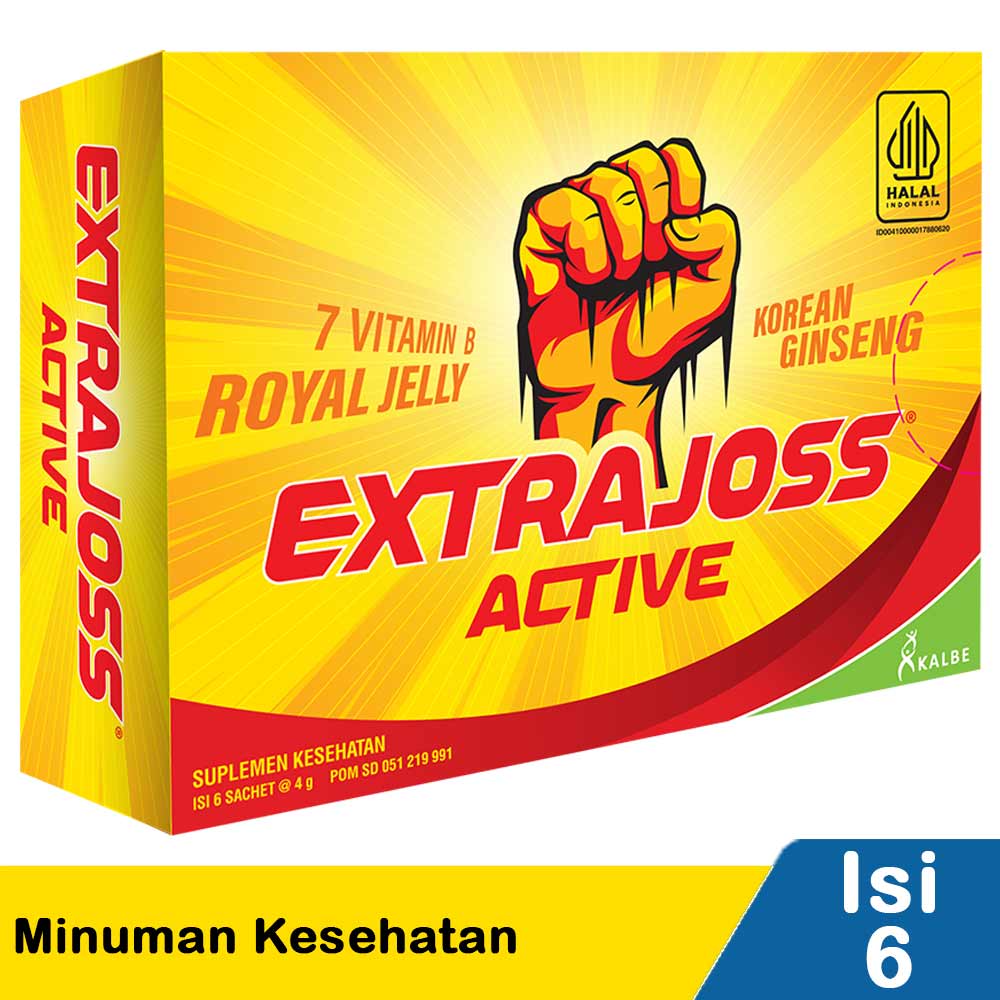 EXTRAJOSS®
ACTIVE
HALAL
INDONESIA
ID00410000017880620
7 VITAMIN B
ROYAL JELLY
KOREAN
GINSENG
EXTRAJOSS®
ACTIVE
KALBE
SUPLEMEN KESEHATAN
ISI 6 SACHET @ 4 g POM SD 051 219 991
Minuman Kesehatan
Isi
6